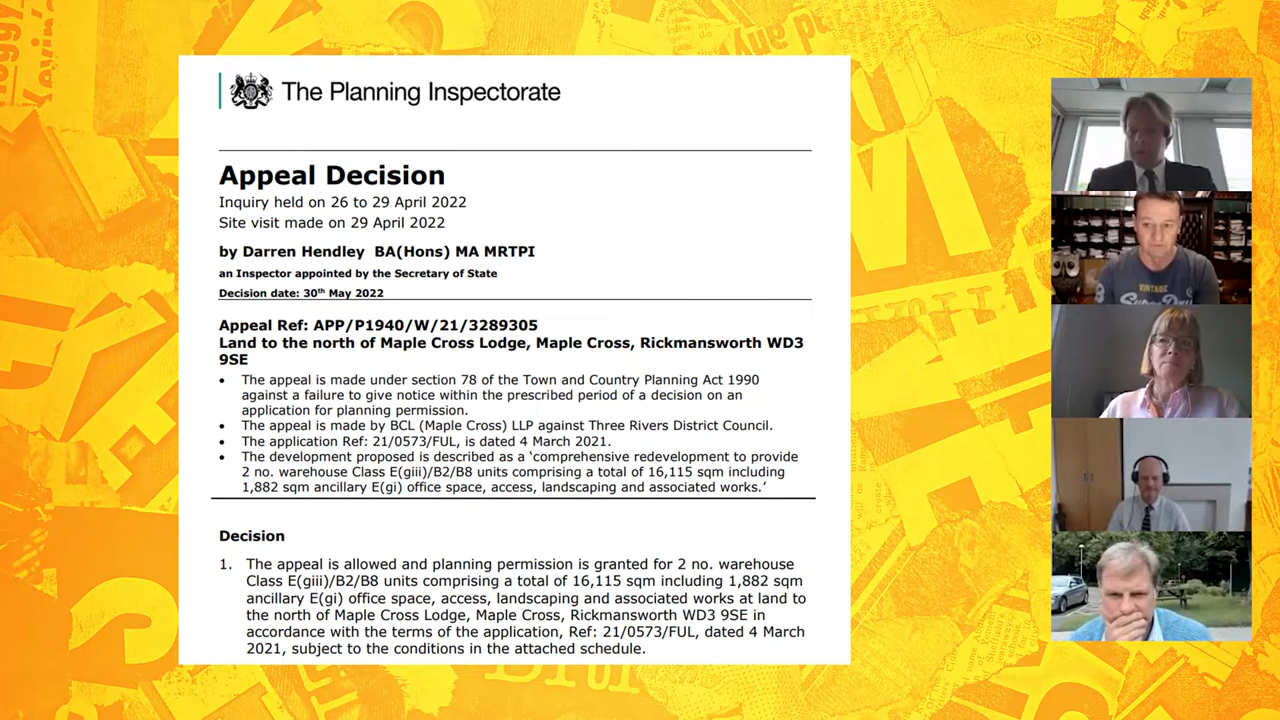 The Planning Inspectorate
Appeal Decision
Inquiry held on 26 to 29 April 2022
Site visit made on 29 April 2022
by Darren Hendley BA(Hons) MA MRTPI
an Inspector appointed by the Secretary of State
Decision date: 30th May 2022
Appeal Ref: APP/P1940/W/21/3289305
Land to the north of Maple Cross Lodge, Maple Cross, Rickmansworth WD3
9SE
• The appeal is made under section 78 of the Town and Country Planning Act 1990
against a failure to give notice within the prescribed period of a decision on an
application for planning permission.
• The appeal is made by BCL (Maple Cross) LLP against Three Rivers District Council.
• The application Ref: 21/0573/FUL, is dated 4 March 2021.
• The development proposed is described as a ‘comprehensive redevelopment to provide
2 no. warehouse Class E(giii)/B2/B8 units comprising a total of 16,115 sqm including
1,882 sqm ancillary E(gi) office space, access, landscaping and associated works.’
Decision
1. The appeal is allowed and planning permission is granted for 2 no. warehouse
Class E(giii)/B2/B8 units comprising a total of 16,115 sqm including 1,882 sqm
ancillary E(gi) office space, access, landscaping and associated works at land to
the north of Maple Cross Lodge, Maple Cross, Rickmansworth WD3 9SE in
accordance with the terms of the application, Ref: 21/0573/FUL, dated 4 March
2021, subject to the conditions in the attached schedule.
VINTAGE